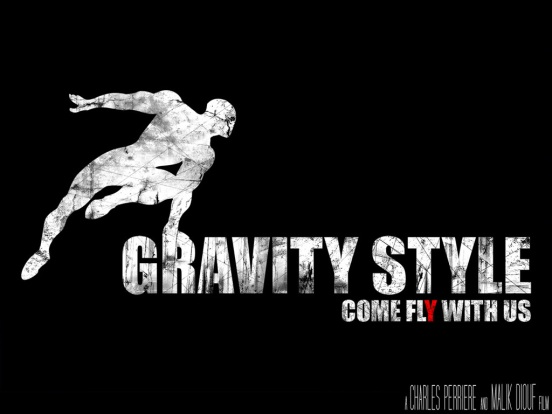 GRAVITY STYLE
COME FLY WITH US
A CHARLES PERRIERE AND MALIK DIOUF FILM